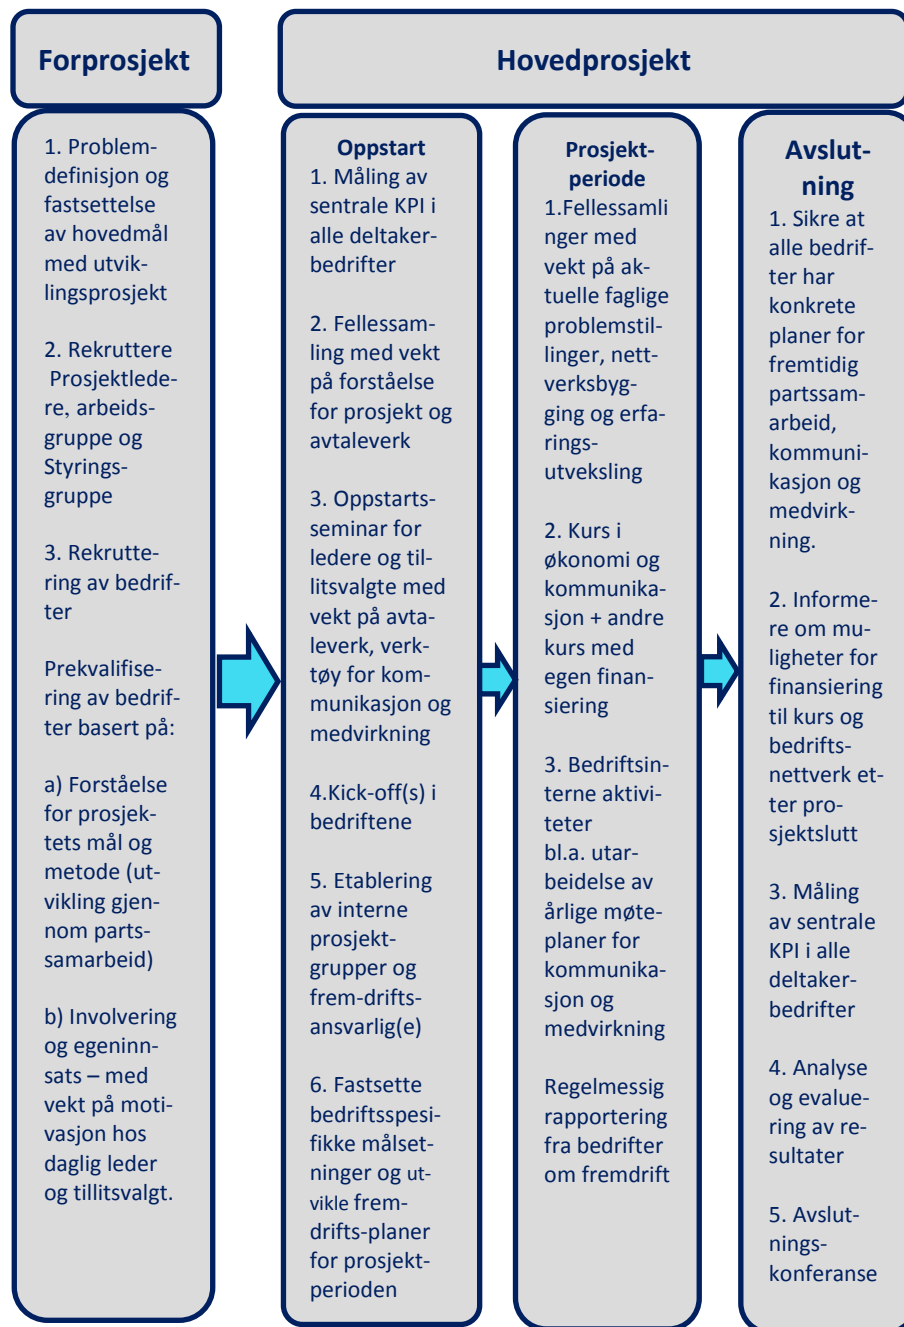 Forprosjekt
1. Problem-
definisjon og
fastsettelse
av hovedmål
med utvik-
lingsprosjekt
2. Rekruttere
Prosjektlede-
re, arbeids-
gruppe og
Styrings-
gruppe
3. Rekrutte-
ring av bedrif-
ter
Prekvalifise-
ring av bedrif-
ter basert på:
a) Forståelse
for prosjek-
tets mål og
metode (ut-
vikling gjen-
nom parts-
samarbeid)
b) Involvering
og egeninn-
sats – med
vekt på moti-
vasjon hos
daglig leder
og tillitsvalgt.
Hovedprosjekt
Oppstart
1. Måling av
sentrale KPI i
alle deltaker-
bedrifter
2. Fellessam-
ling med vekt
på forståelse
for prosjekt og
avtaleverk
3. Oppstarts-
seminar for
ledere og til-
litsvalgte med
vekt på avta-
leverk, verk-
tøy for kom-
munikasjon og
medvirkning
4.Kick-off(s) i
bedriftene
5. Etablering
av interne
prosjekt-
grupper og
frem-drifts-
ansvarlig(e)
6. Fastsette
bedriftsspesi-
fikke målset-
ninger og ut-
vikle frem-
drifts-planer
for prosjekt-
perioden
Prosjekt-
periode
1.Fellessamli
nger med
vekt på ak-
tuelle faglige
problemstil-
linger, nett-
verksbyg-
ging og erfa-
rings-
utveksling
2. Kurs i
økonomi og
kommunika-
sjon + andre
kurs med
egen finan-
siering
3. Bedriftsin-
terne aktivi-
teter
bl.a. utar-
beidelse av
årlige møte-
planer for
kommunika-
sjon og
medvirkning
Regelmessig
rapportering
fra bedrifter
om fremdrift
Avslut-
ning
1. Sikre at
alle bedrif-
ter har
konkrete
planer for
fremtidig
partssam-
arbeid,
kommuni-
kasjon og
medvirk-
ning.
2. Informe-
re om mu-
ligheter for
finansiering
til kurs og
bedrifts-
nettverk et-
ter pro-
sjektslutt
3. Måling
av sentrale
KPI i alle
deltaker-
bedrifter
4. Analyse
og evalue-
ring av re-
sultater
5. Avslut-
nings-
konferanse